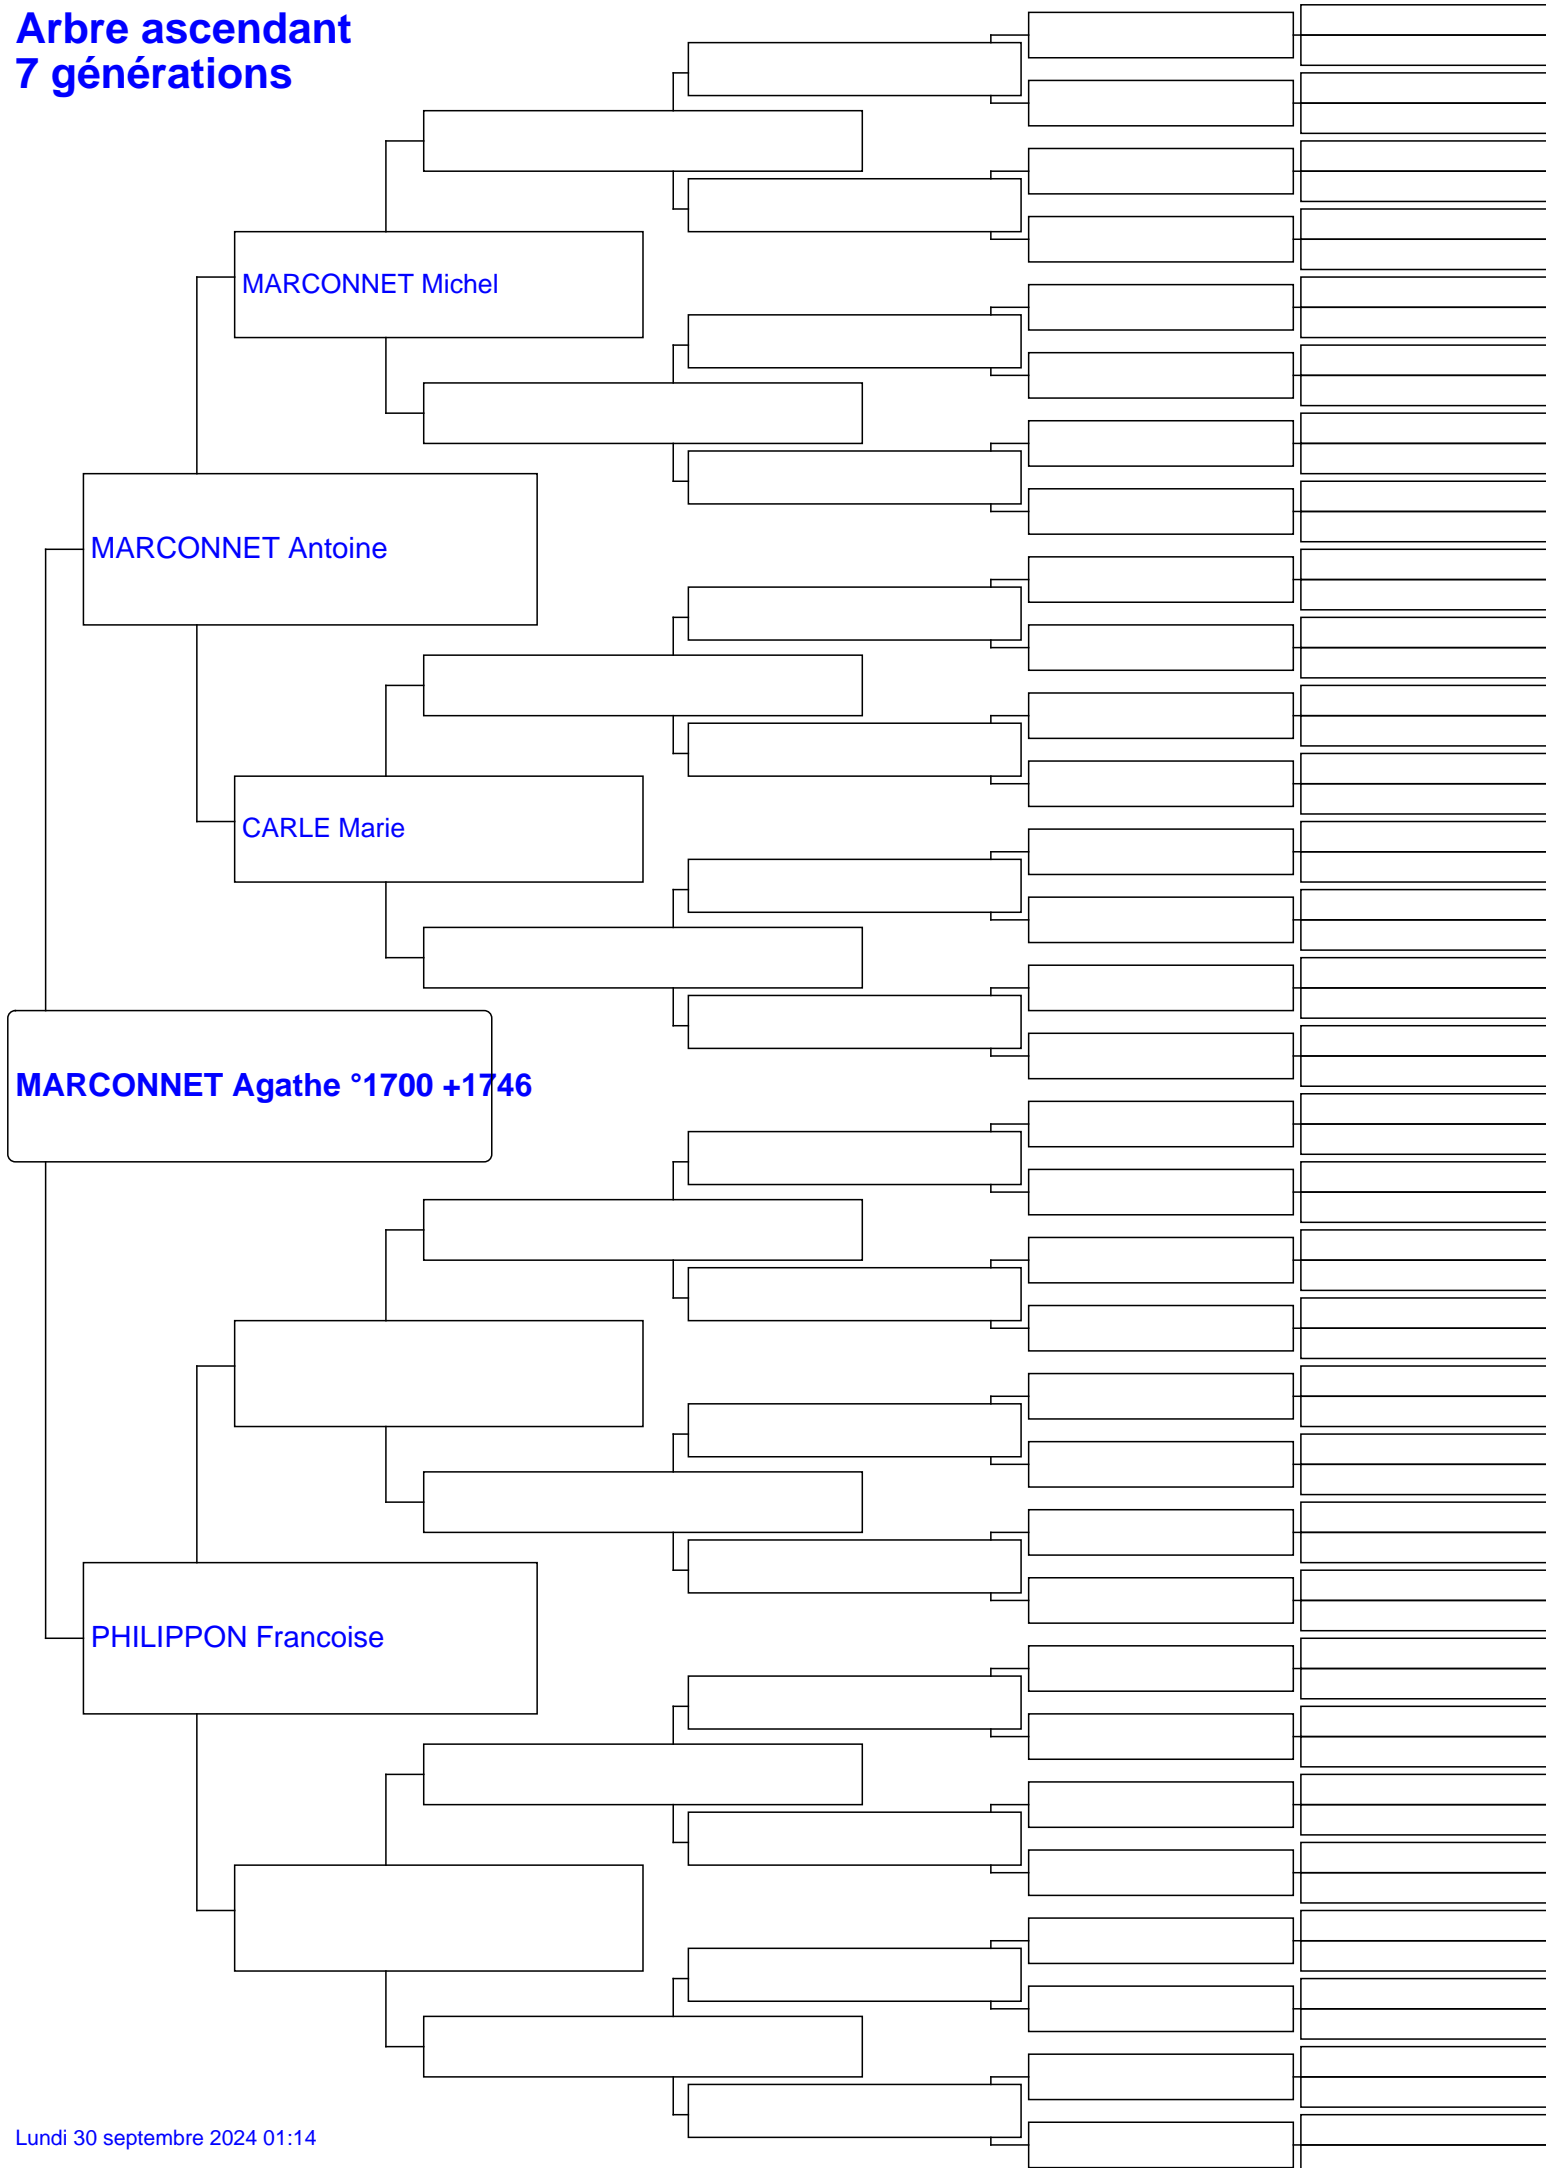 Arbre ascendant
7 générations
MARCONNET Michel
MARCONNET Antoine
CARLE Marie
MARCONNET Agathe °1700 +1746
PHILIPPON Francoise
Lundi 30 septembre 2024 01:14